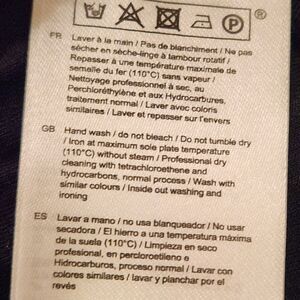 P ®
FR Laver à la main / Pas de blanchiment / Ne pas
sécher en sèche-linge à tambour rotatif /
Repasser à une température maximale de
semelle du fer (110°C) sans vapeur /
Nettoyage professionnel à sec, au
Perchloréthylène et aux Hydrocarbures,
traitement normal / Laver avec coloris
similaires / Laver et repasser sur l'envers
GB Hand wash / do not bleach / Do not tumble dry
/ Iron at maximum sole plate temperature
(110°C) without steam / Professional dry
cleaning with tetrachloroethene and
hydrocarbons, normal process / Wash with
similar colours / Inside out washing and
ironing
ES Lavar a mano / no usa blanqueador / No usar
secadora / El hierro a una temperatura máxima
de la suela (110°C) / Limpieza en seco
profesional, en percloroetileno e
Hidrocarburos, proceso normal / Lavar con
colores similares / lavar y planchar por el
revés